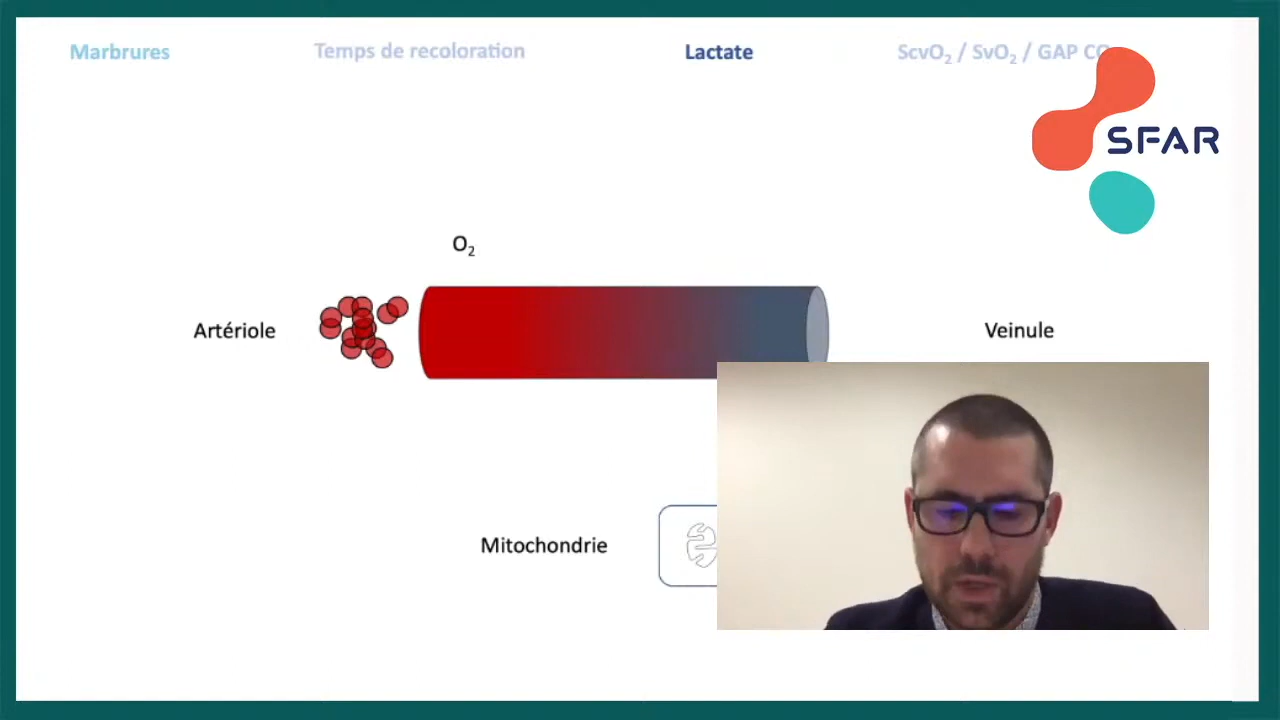 Marbrures
Temps de recoloration
Lactate
ScvO₂ / SvO₂ / GAP CO
SFAR
O₂
Artériole
Veinule
Mitochondrie